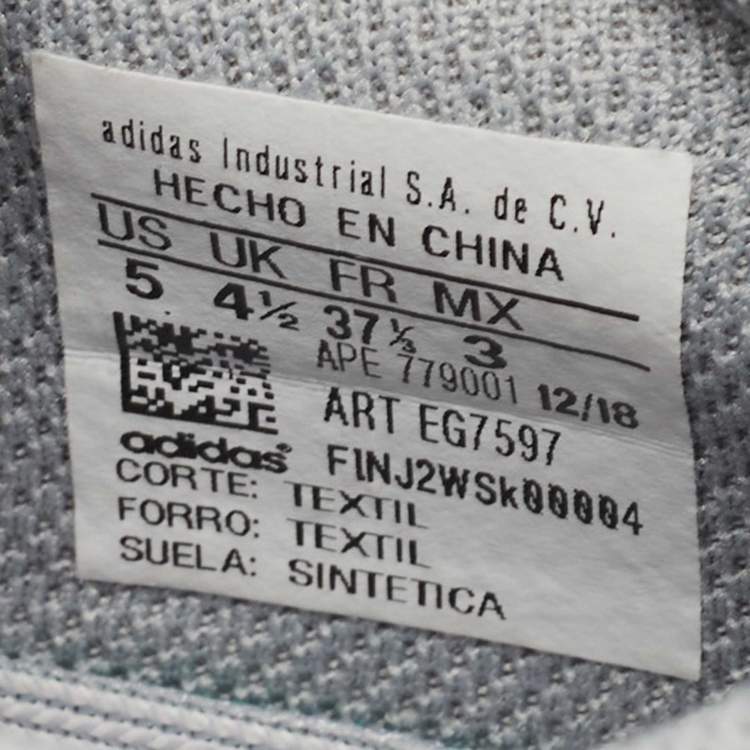 adidas Industrial S.A. de C.V.
HECHO EN CHINA
US UK FR MX
5 4½ 37⅓ 3
APE 779001 12/18
ART EG7597
adidas® F1NJ2WSk00004
CORTE: TEXTIL
FORRO: TEXTIL
SUELA: SINTETICA